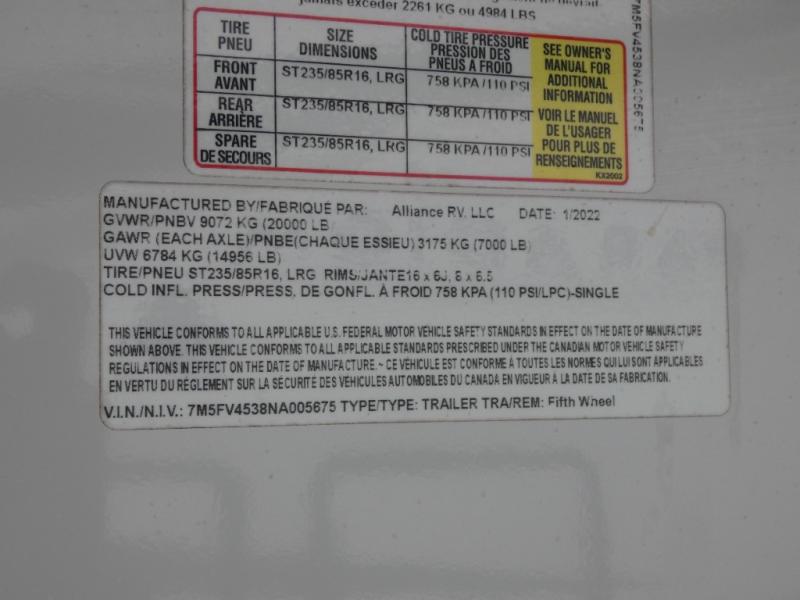 jamais exceder 2261 KG ou 4984 LBS
TIRE PNEU SIZE DIMENSIONS COLD TIRE PRESSURE PRESSION DES PNEUS A FROID
FRONT AVANT ST235/85R16, LRG 758 KPA /110 PSI
REAR ARRIÈRE ST235/85R16, LRG 758 KPA /110 PSI
SPARE DE SECOURS ST235/85R16, LRG 758 KPA /110 PSI
SEE OWNER'S
MANUAL FOR
ADDITIONAL
INFORMATION
VOIR LE MANUEL
DE L'USAGER
POUR PLUS DE
RENSEIGNEMENTS
KX2002
7M5FV4538NA005675
MANUFACTURED BY/FABRIQUÉ PAR: Alliance RV, LLC DATE: 1/2022
GVWR/PNBV 9072 KG (20000 LB
GAWR (EACH AXLE)/PNBE(CHAQUE ESSIEU) 3175 KG (7000 LB)
UVW 6784 KG (14956 LB)
TIRE/PNEU ST235/85R16, LRG RIMS/JANTE16 x 6J, 8 x 6.5
COLD INFL. PRESS/PRESS. DE GONFL. À FROID 758 KPA (110 PSI/LPC)-SINGLE
THIS VEHICLE CONFORMS TO ALL APPLICABLE U.S. FEDERAL MOTOR VEHICLE SAFETY STANDARDS IN EFFECT ON THE DATE OF MANUFACTURE
SHOWN ABOVE. THIS VEHICLE CONFORMS TO ALL APPLICABLE STANDARDS PRESCRIBED UNDER THE CANADIAN MOTOR VEHICLE SAFETY
REGULATIONS IN EFFECT ON THE DATE OF MANUFACTURE.~ CE VÉHICULE EST CONFORME À TOUTES LES NORMES QUI LUI SONT APPLICABLES
EN VERTU DU RÈGLEMENT SUR LA SÉCURITÉ DES VÉHICULES AUTOMOBILES DU CANADA EN VIGUEUR À LA DATE DE SA FABRICATION.
V.I.N./N.I.V.: 7M5FV4538NA005675 TYPE/TYPE: TRAILER TRA/REM: Fifth Wheel